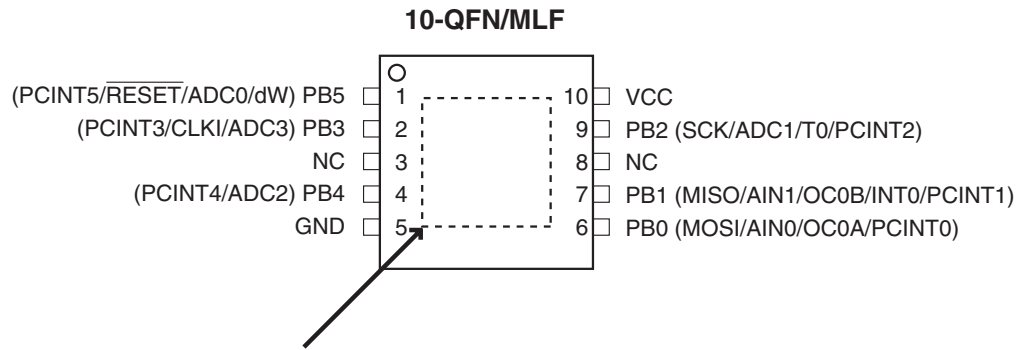 10-QFN/MLF
(PCINT5/RESET/ADC0/dW) PB5 1 10 VCC
(PCINT3/CLKI/ADC3) PB3 2 9 PB2 (SCK/ADC1/T0/PCINT2)
NC 3 8 NC
(PCINT4/ADC2) PB4 4 7 PB1 (MISO/AIN1/OC0B/INT0/PCINT1)
GND 5 6 PB0 (MOSI/AIN0/OC0A/PCINT0)